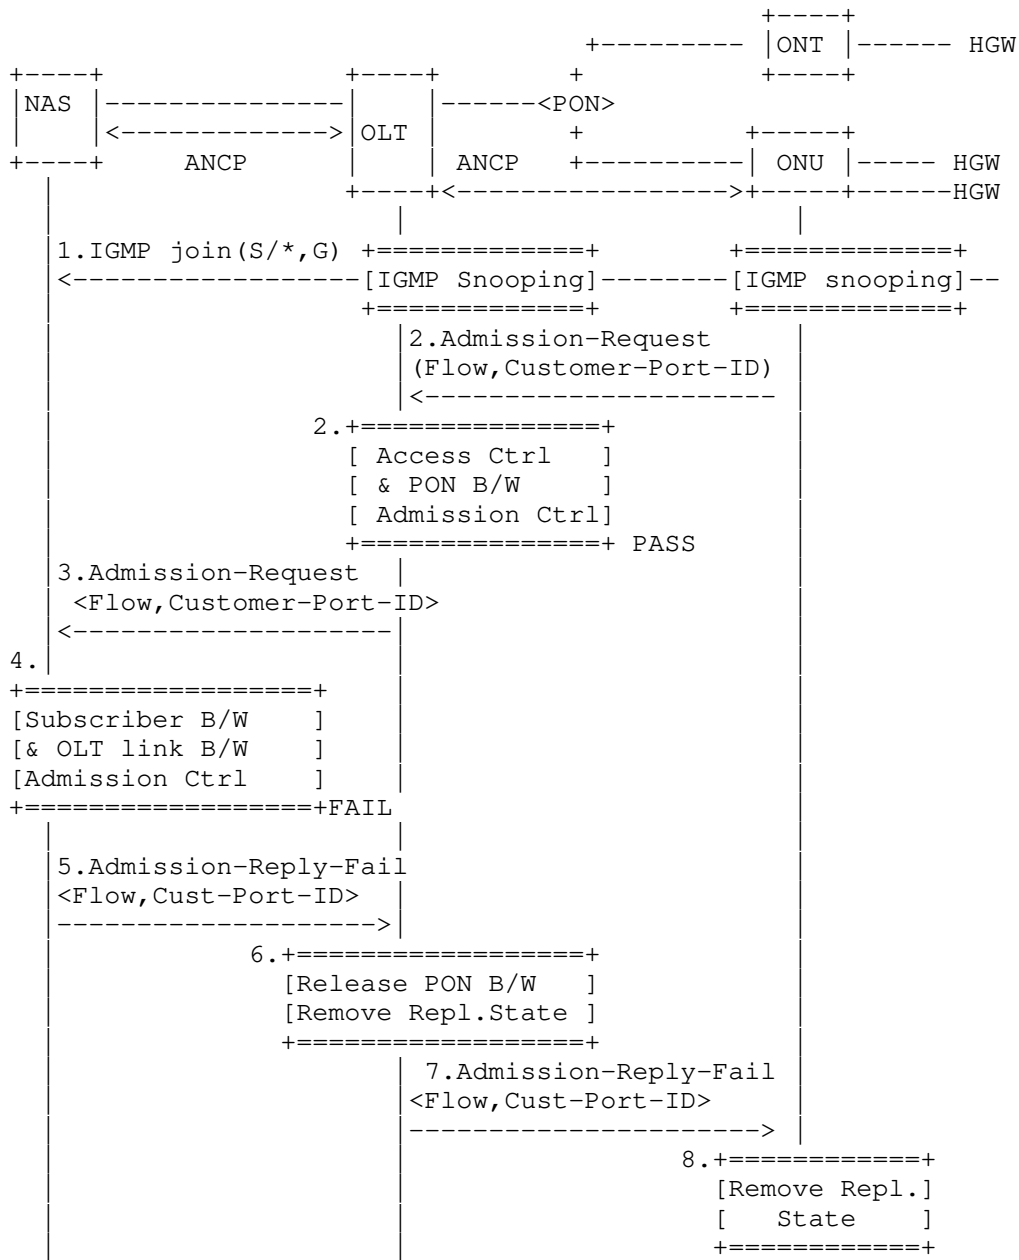 +----+
+--------- |ONT |------ HGW
+----+ +----+ + +----+
|NAS |---------------| |------<PON>
| |<------------->|OLT | + +-----+
+----+ ANCP | | ANCP +----------| ONU |----- HGW
| +----+<----------------->+-----+------HGW
| | |
|1.IGMP join(S/*,G) +=============+ +=============+
|<------------------[IGMP Snooping]--------[IGMP snooping]--
| +=============+ +=============+
| |2.Admission-Request |
| |(Flow,Customer-Port-ID) |
| |<---------------------- |
| 2.+===============+ |
| [ Access Ctrl ] |
| [ & PON B/W ] |
| [ Admission Ctrl] |
| +===============+ PASS |
|3.Admission-Request | |
| <Flow,Customer-Port-ID> |
|<--------------------| |
4.| | |
+==================+ | |
[Subscriber B/W ] | |
[& OLT link B/W ] | |
[Admission Ctrl ] | |
+==================+FAIL |
| | |
|5.Admission-Reply-Fail |
|<Flow,Cust-Port-ID> | |
|-------------------->| |
| 6.+==================+ |
| [Release PON B/W ] |
| [Remove Repl.State ] |
| +==================+ |
| | 7.Admission-Reply-Fail |
| |<Flow,Cust-Port-ID> |
| |----------------------> |
| | 8.+============+
| | [Remove Repl.]
| | [ State ]
| | +============+